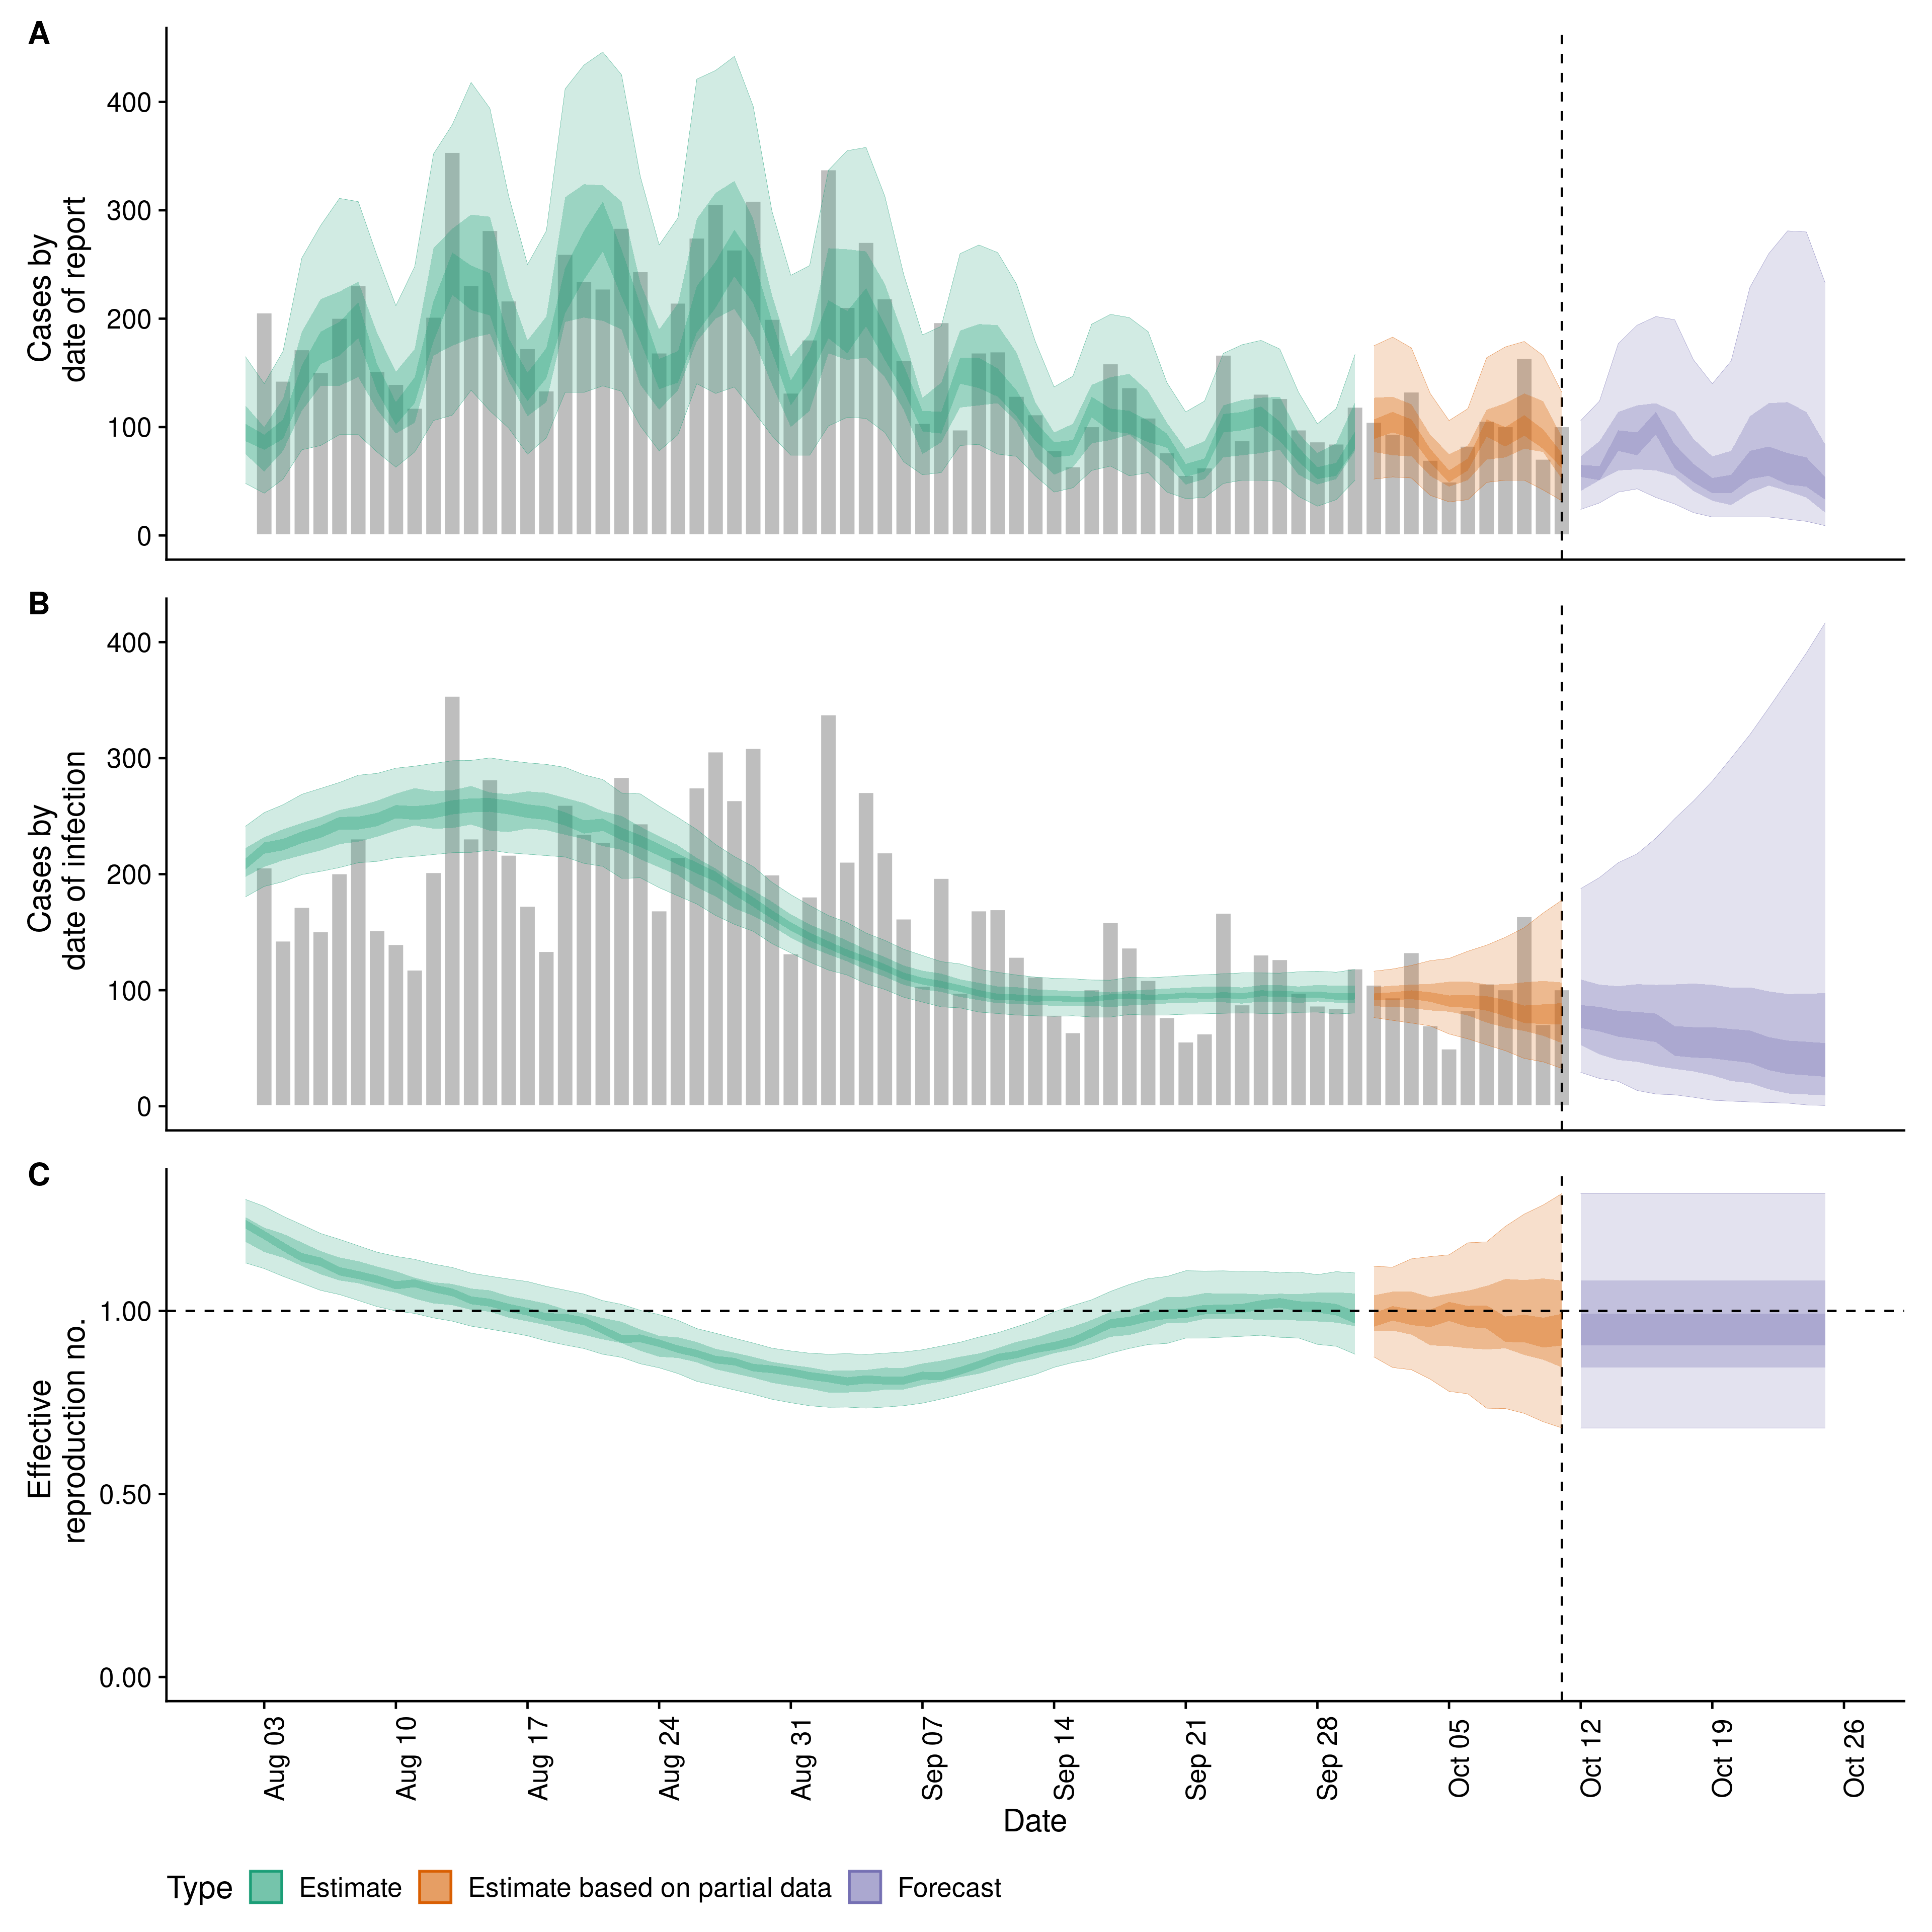 A
Cases by
date of report
400
300
200
100
0
B
Cases by
date of infection
400
300
200
100
0
C
Effective
reproduction no.
1.00
0.50
0.00
Aug 03
Aug 10
Aug 17
Aug 24
Aug 31
Sep 07
Sep 14
Sep 21
Sep 28
Oct 05
Oct 12
Oct 19
Oct 26
Date
Type Estimate Estimate based on partial data Forecast